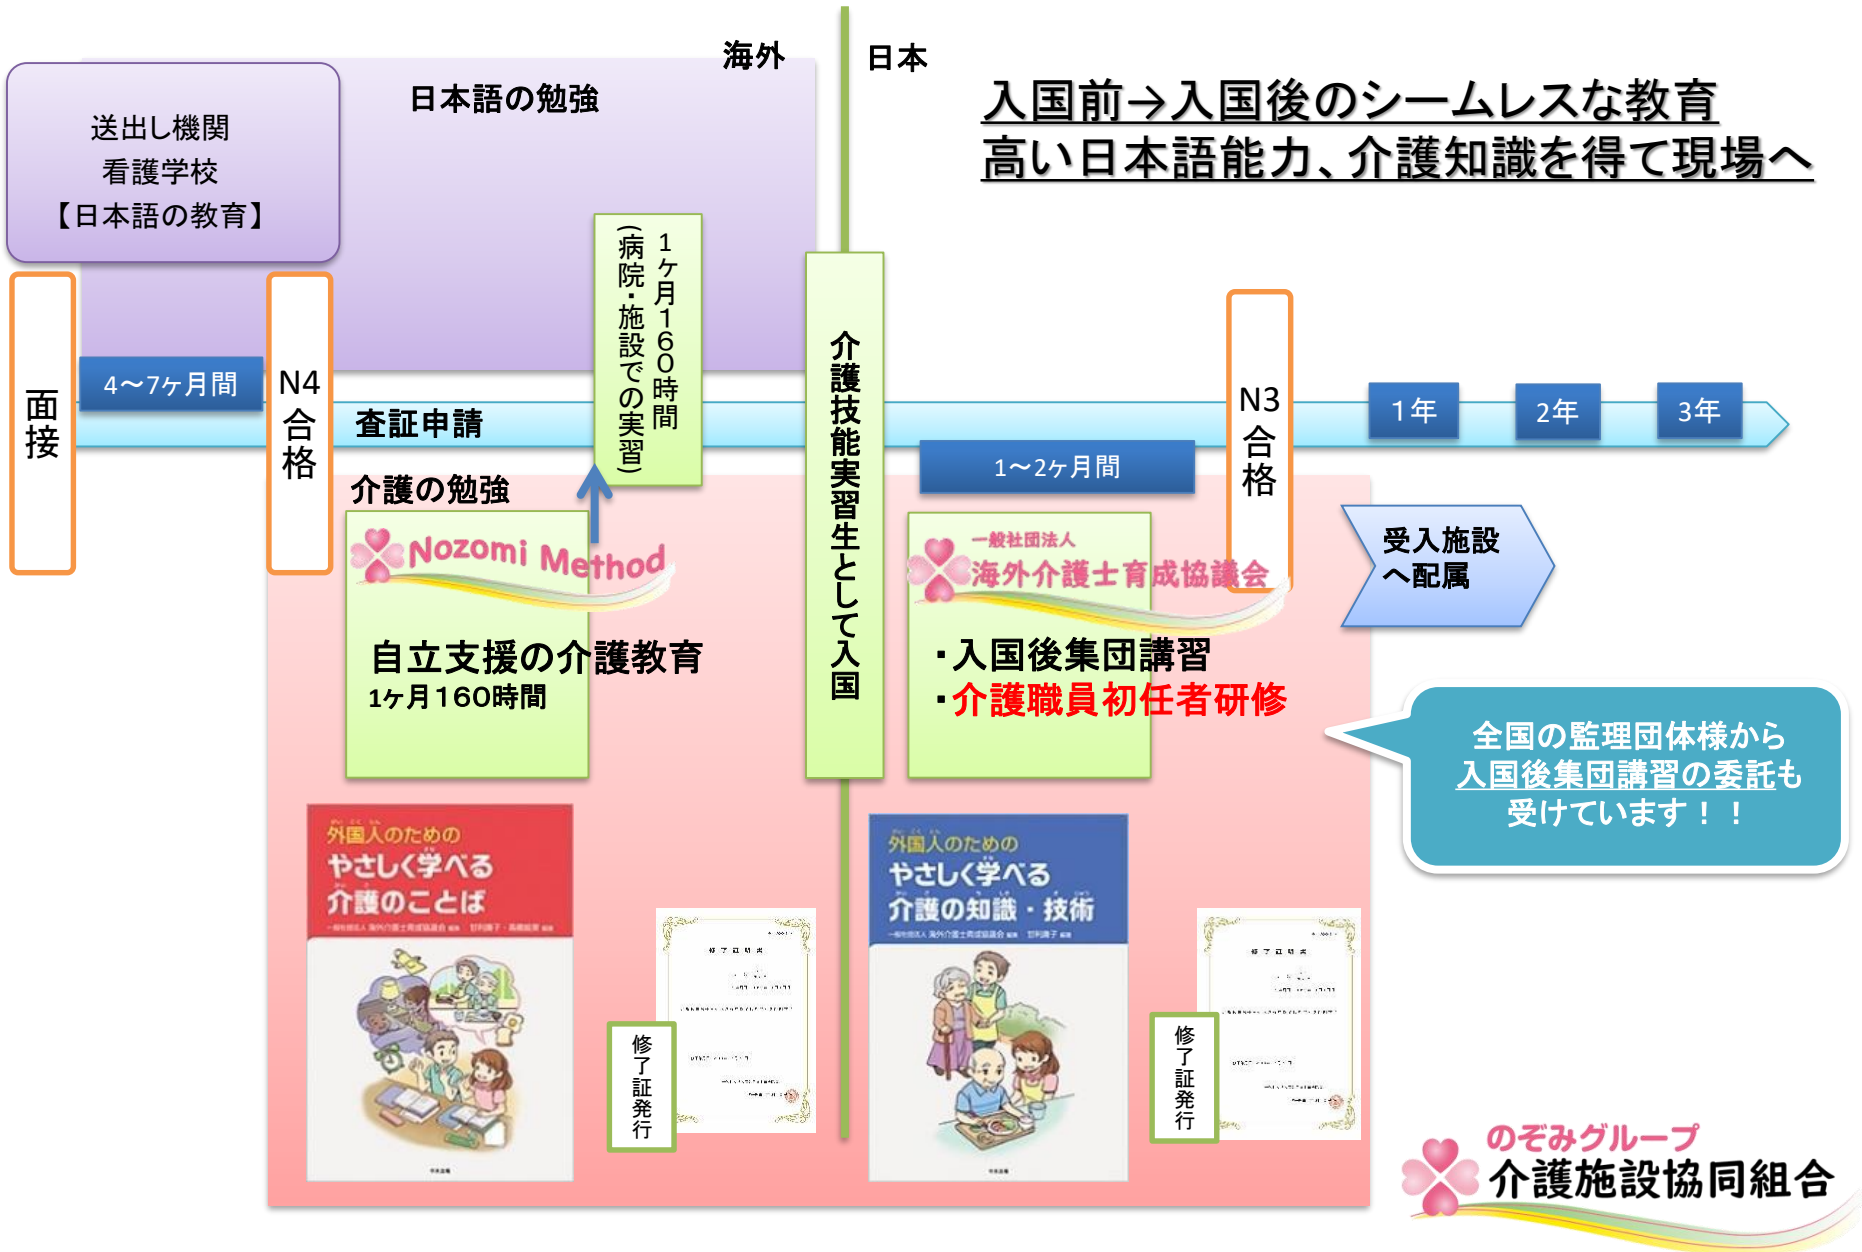 海外
日本
日本語の勉強
送出し機関
看護学校
【日本語の教育】
入国前→入国後のシームレスな教育
高い日本語能力、介護知識を得て現場へ
面接
4～7ヶ月間
N4
合格
査証申請
1ヶ月160時間
(病院・施設での実習)
介護技能実習生として入国
1～2ヶ月間
N3
合格
1年
2年
3年
介護の勉強
Nozomi Method
自立支援の介護教育
1ヶ月160時間
一般社団法人
海外介護士育成協議会
・入国後集団講習
・介護職員初任者研修
受入施設
へ配属
全国の監理団体様から
入国後集団講習の委託も
受けています！！
外国人のための
やさしく学べる
介護のことば
修了証発行
修了証明書
外国人のための
やさしく学べる
介護の知識・技術
修了証発行
修了証明書
のぞみグループ
介護施設協同組合